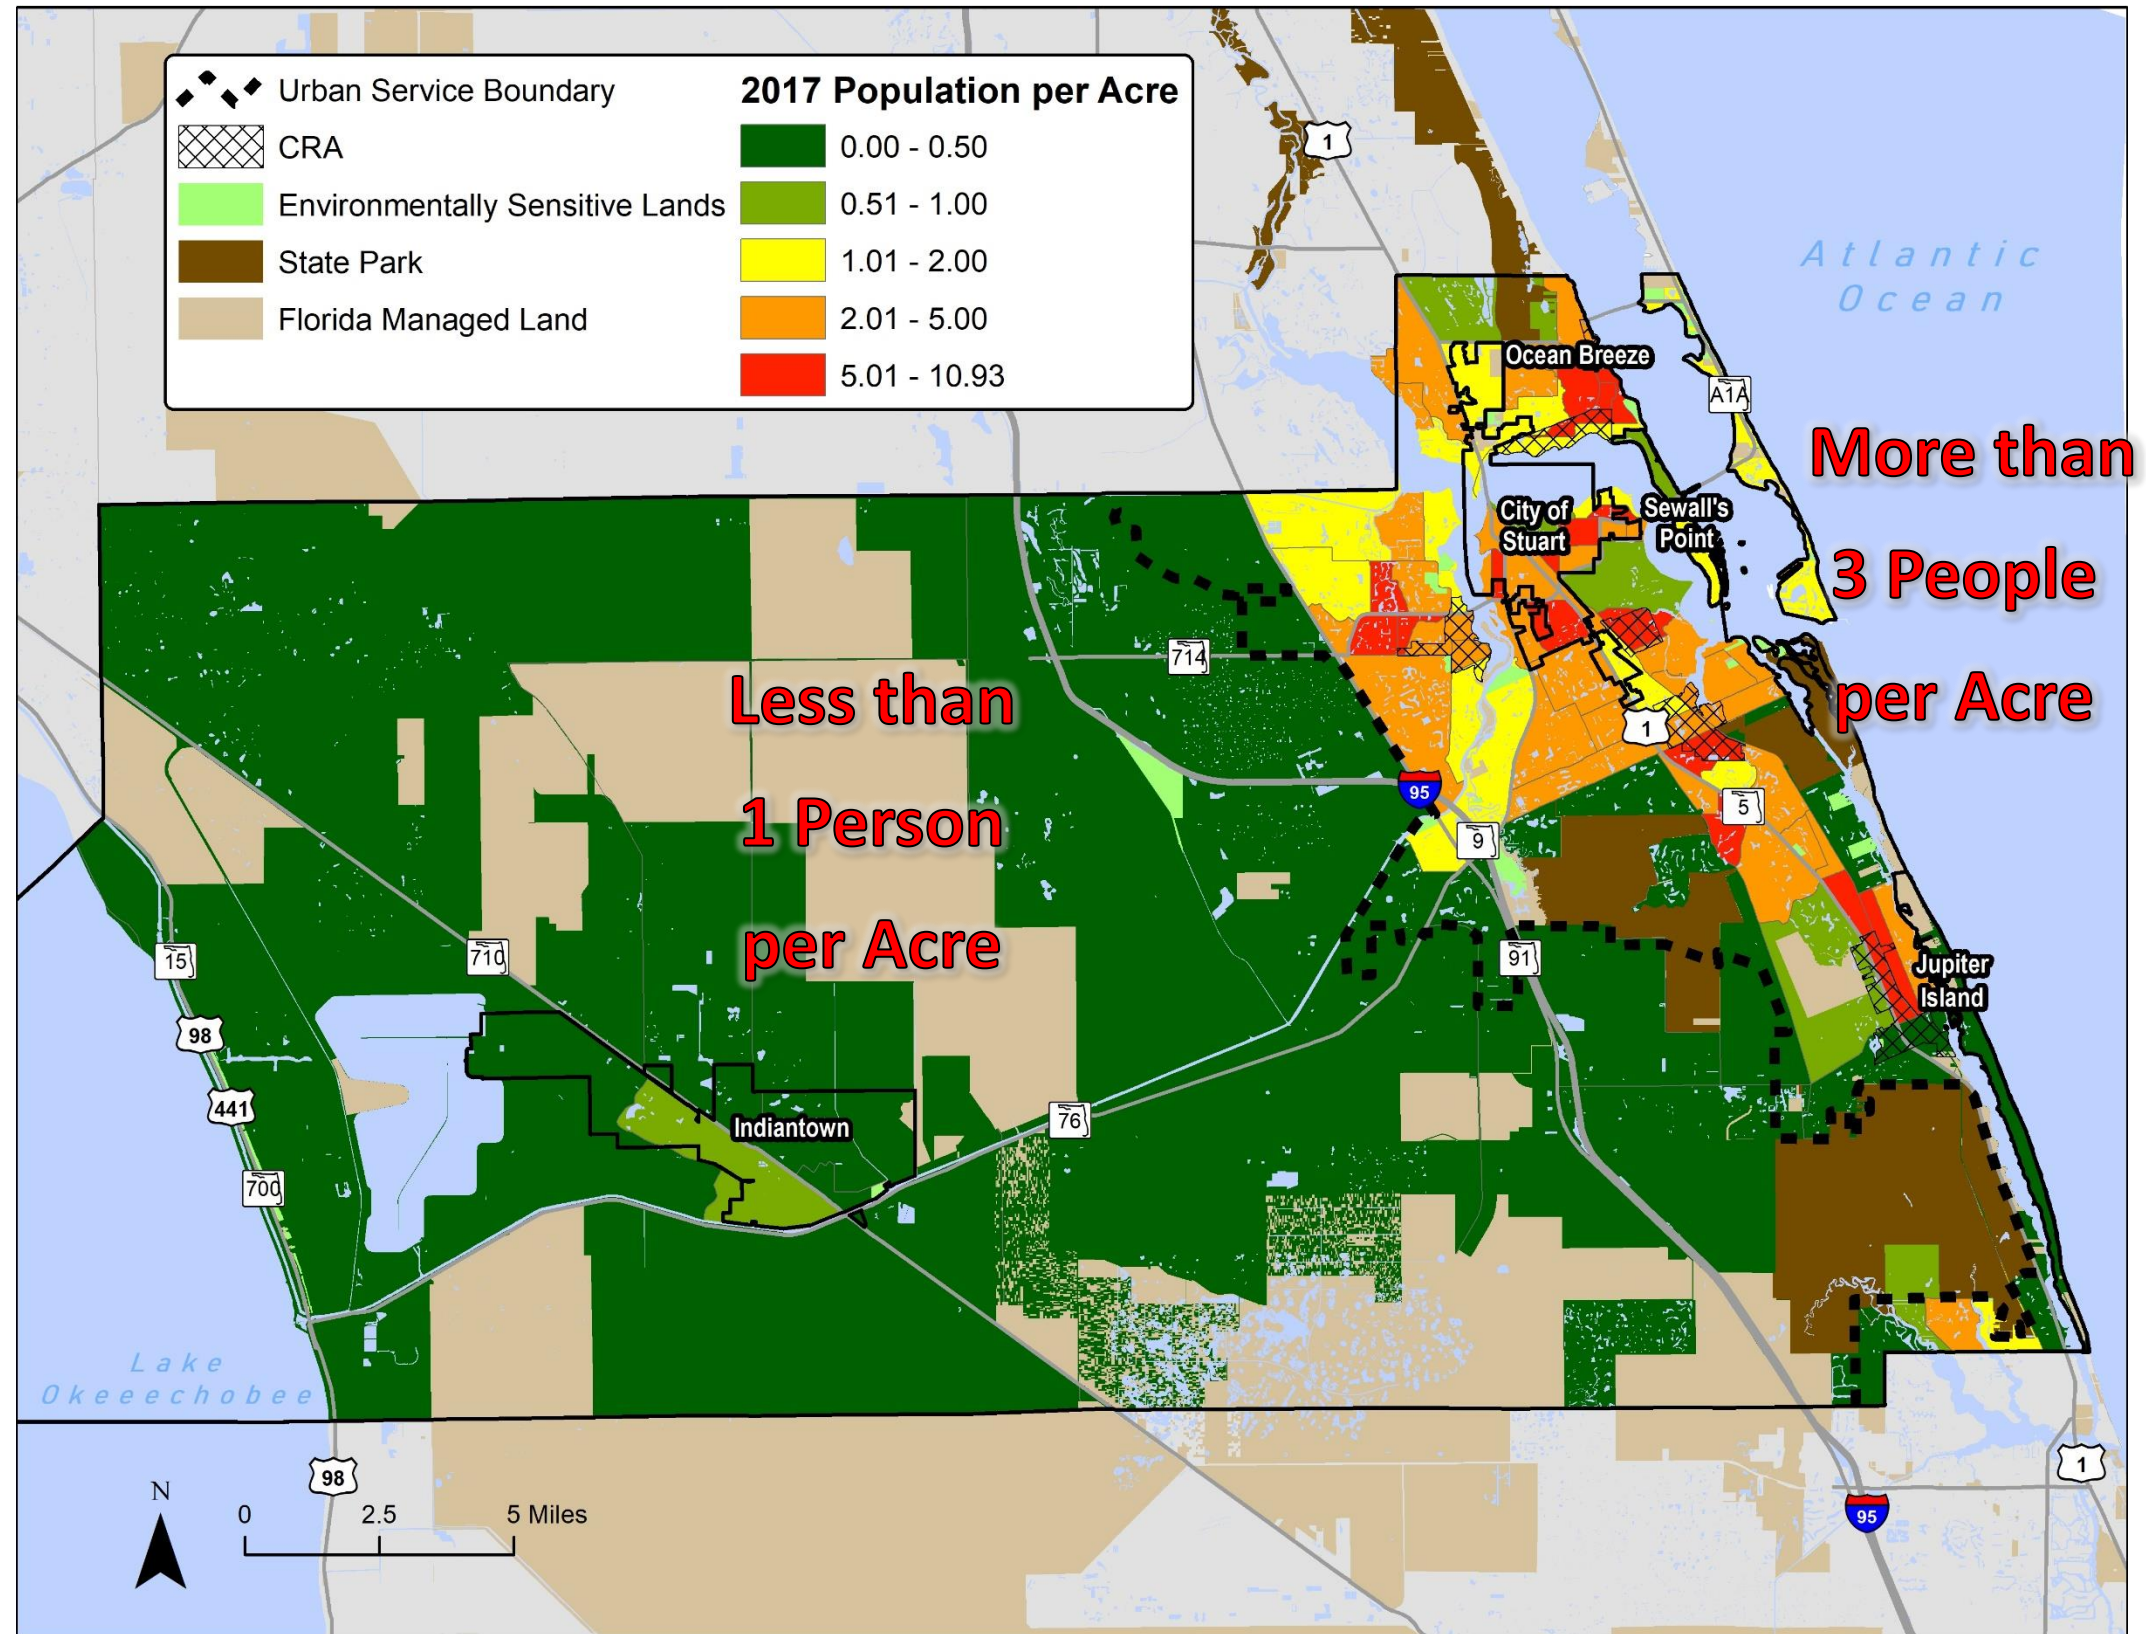 Urban Service Boundary
CRA
Environmentally Sensitive Lands
State Park
Florida Managed Land
2017 Population per Acre
0.00 - 0.50
0.51 - 1.00
1.01 - 2.00
2.01 - 5.00
5.01 - 10.93
1
Atlantic
Ocean
Ocean Breeze
A1A
More than
3 People
per Acre
City of
Stuart
Sewall's
Point
714
Less than
1 Person
per Acre
1
95
5
9
15
710
91
Jupiter
Island
98
441
Indiantown
76
700
Lake
Okeeechobee
98
1
95
N
0
2.5
5 Miles